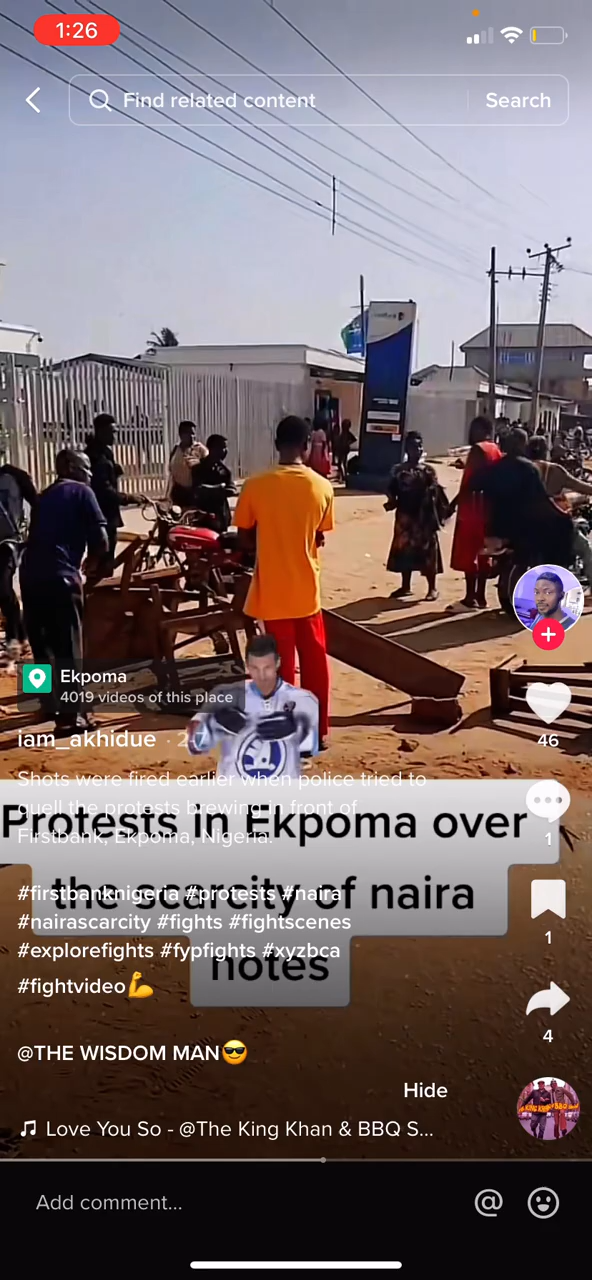 1:26
Find related content
Search
Ekpoma
4019 videos of this place
iam_akhidue · 2-7
Shots were fired earlier when police tried to
quell the protests brewing in front of
Firstbank, Ekpoma, Nigeria.
Protests in Ekpoma over
the scarcity of naira
notes
#firstbanknigeria #protests #naira
#nairascarcity #fights #fightscenes
#explorefights #fypfights #xyzbca
#fightvideo💪
@THE WISDOM MAN😎
46
1
1
4
Hide
Love You So - @The King Khan & BBQ S...
Add comment...